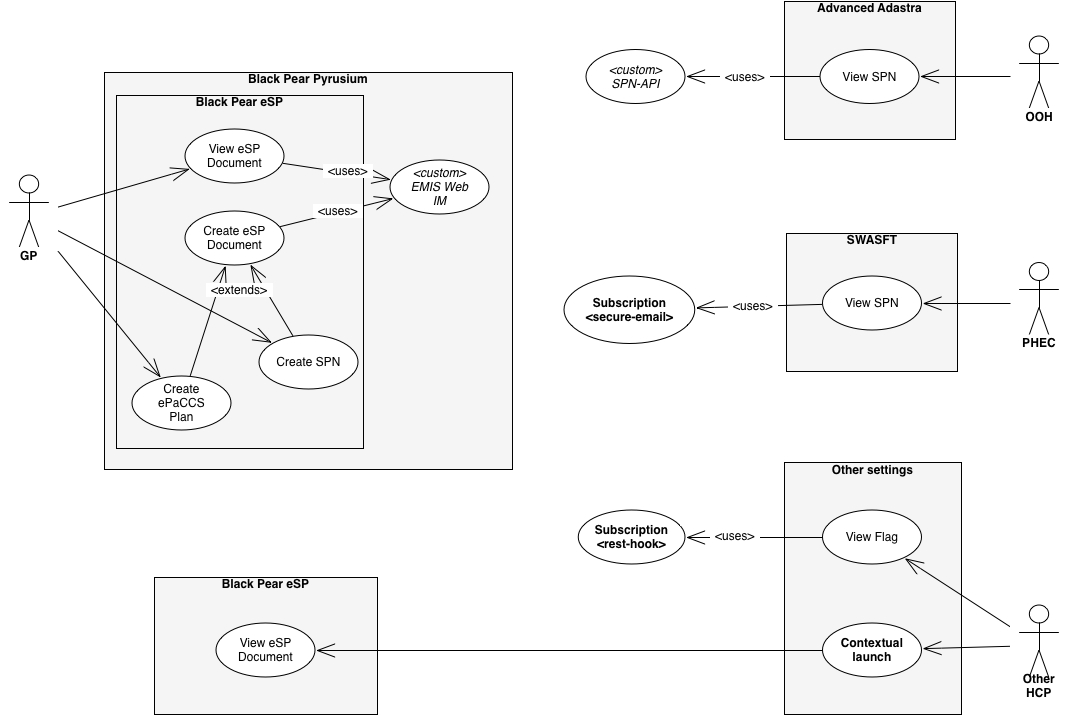 Advanced Adastra
<custom>
SPN-API
<uses>
View SPN
OOH
Black Pear Pyrusium
Black Pear eSP
View eSP
Document
<uses>
<custom>
EMIS Web
IM
<uses>
Create eSP
Document
<extends>
GP
Create SPN
Create
ePaCCS
Plan
SWASFT
Subscription
<secure-email>
<uses>
View SPN
PHEC
Other settings
Subscription
<rest-hook>
<uses>
View Flag
Black Pear eSP
View eSP
Document
Contextual
launch
Other
HCP